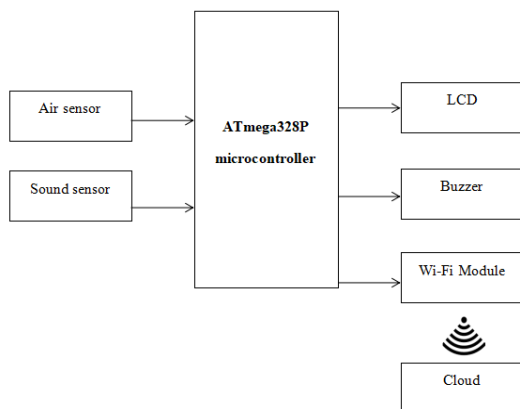 Air sensor
Sound sensor
ATmega328P
microcontroller
LCD
Buzzer
Wi-Fi Module
Cloud